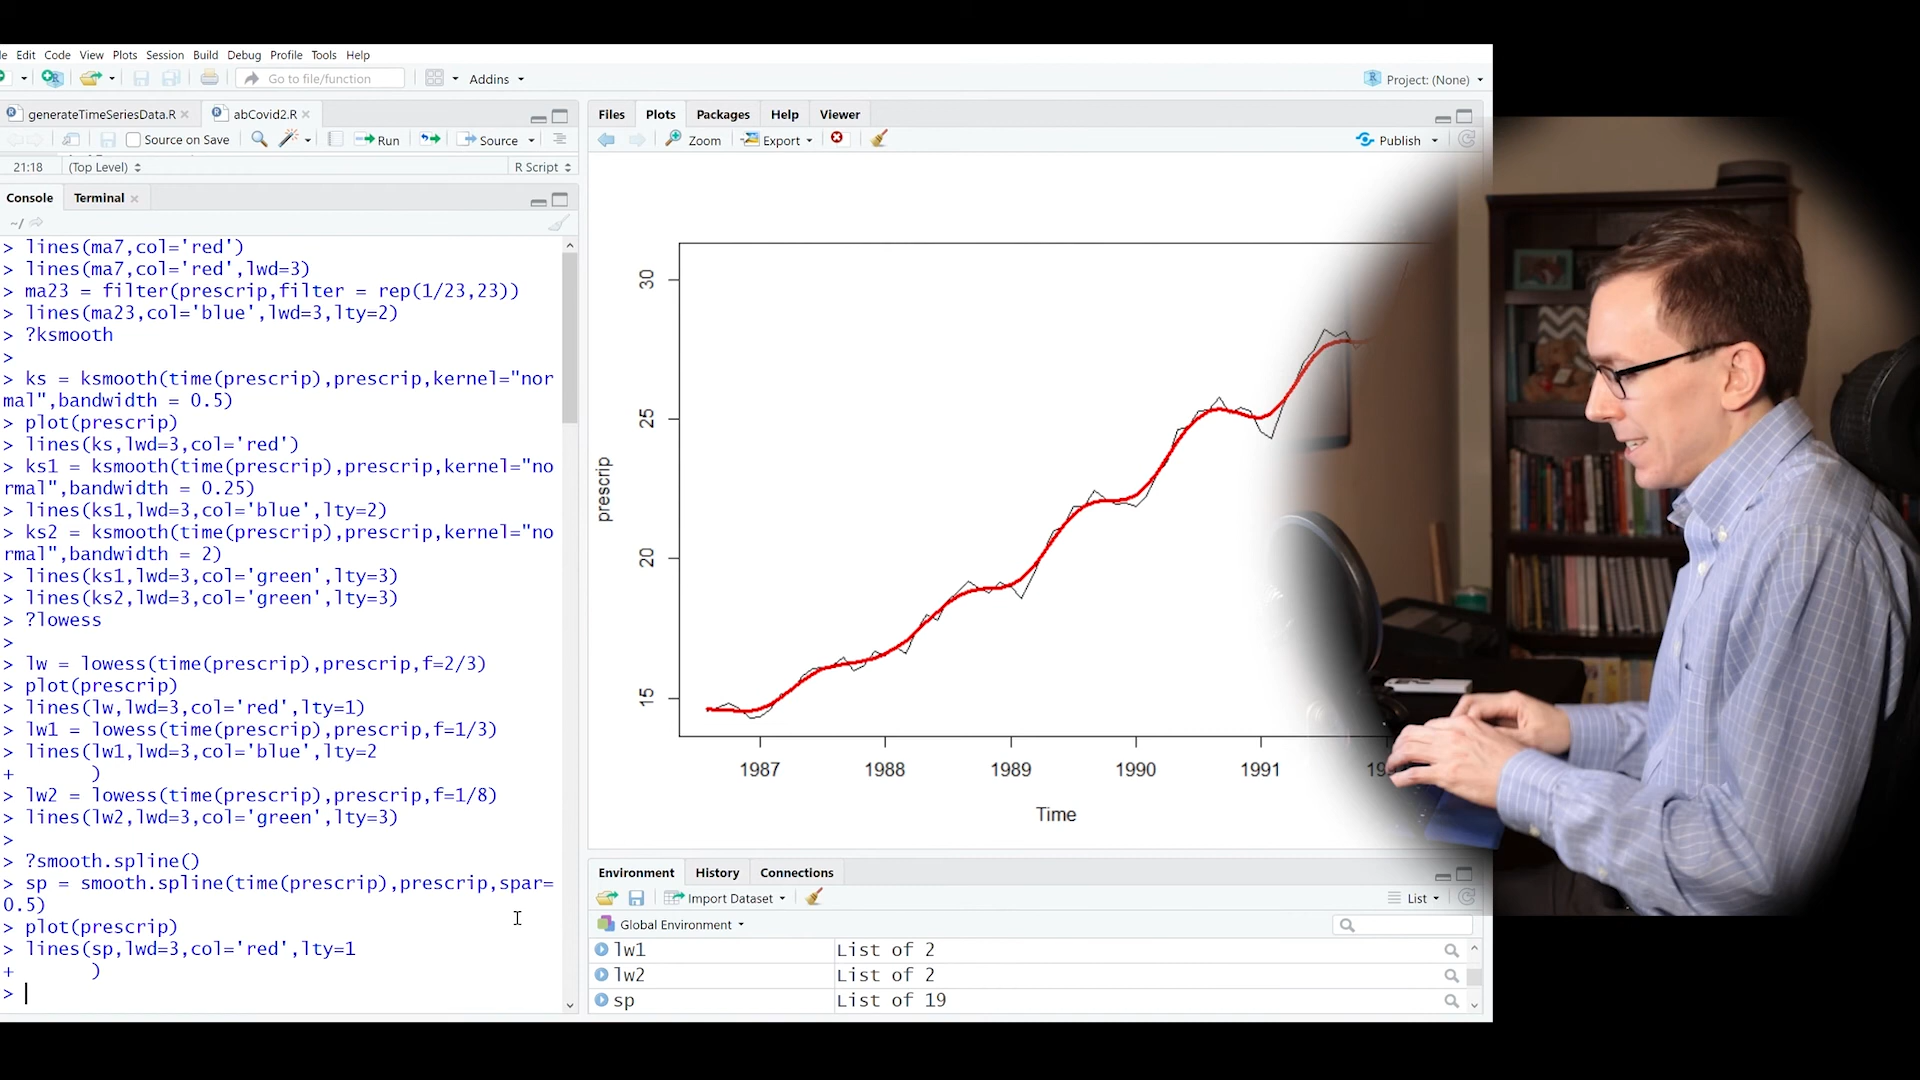 Edit Code View Plots Session Build Debug Profile Tools Help
Go to file/function Addins Project: (None)
generateTimeSeriesData.R abCovid2.R
Source on Save Run Source
21:18 (Top Level) R Script
Console Terminal
~/
> lines(ma7,col='red')
> lines(ma7,col='red',lwd=3)
> ma23 = filter(prescrip,filter = rep(1/23,23))
> lines(ma23,col='blue',lwd=3,lty=2)
> ?ksmooth
>
> ks = ksmooth(time(prescrip),prescrip,kernel="nor
mal",bandwidth = 0.5)
> plot(prescrip)
> lines(ks,lwd=3,col='red')
> ks1 = ksmooth(time(prescrip),prescrip,kernel="no
rmal",bandwidth = 0.25)
> lines(ks1,lwd=3,col='blue',lty=2)
> ks2 = ksmooth(time(prescrip),prescrip,kernel="no
rmal",bandwidth = 2)
> lines(ks1,lwd=3,col='green',lty=3)
> lines(ks2,lwd=3,col='green',lty=3)
> ?lowess
>
> lw = lowess(time(prescrip),prescrip,f=2/3)
> plot(prescrip)
> lines(lw,lwd=3,col='red',lty=1)
> lw1 = lowess(time(prescrip),prescrip,f=1/3)
> lines(lw1,lwd=3,col='blue',lty=2
+ )
> lw2 = lowess(time(prescrip),prescrip,f=1/8)
> lines(lw2,lwd=3,col='green',lty=3)
>
> ?smooth.spline()
> sp = smooth.spline(time(prescrip),prescrip,spar=
0.5)
> plot(prescrip)
> lines(sp,lwd=3,col='red',lty=1
+ )
>
Files Plots Packages Help Viewer
Zoom Export Publish
30
25
20
15
prescrip
1987 1988 1989 1990 1991
Time
Environment History Connections
Import Dataset List
Global Environment
lw1 List of 2
lw2 List of 2
sp List of 19